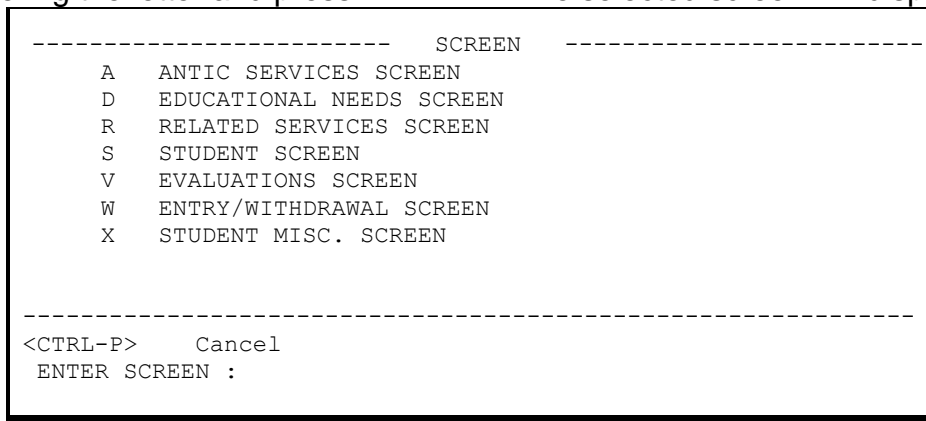 -------------------------- SCREEN --------------------------
A ANTIC SERVICES SCREEN
D EDUCATIONAL NEEDS SCREEN
R RELATED SERVICES SCREEN
S STUDENT SCREEN
V EVALUATIONS SCREEN
W ENTRY/WITHDRAWAL SCREEN
X STUDENT MISC. SCREEN
----------------------------------------------------------------
<CTRL-P> Cancel
ENTER SCREEN :